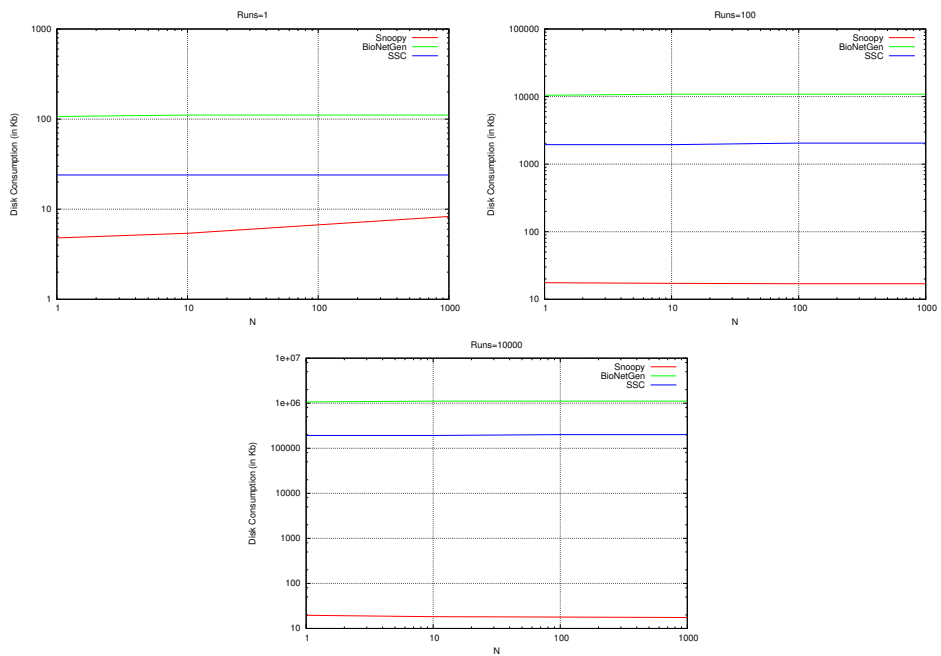 Runs=1
1000
100
10
1
Disk Consumption (in Kb)
1
10
100
1000
N
Snoopy
BioNetGen
SSC
Runs=100
100000
10000
1000
100
10
Disk Consumption (in Kb)
1
10
100
1000
N
Snoopy
BioNetGen
SSC
Runs=10000
1e+07
1e+06
100000
10000
1000
100
10
Disk Consumption (in Kb)
1
10
100
1000
N
Snoopy
BioNetGen
SSC